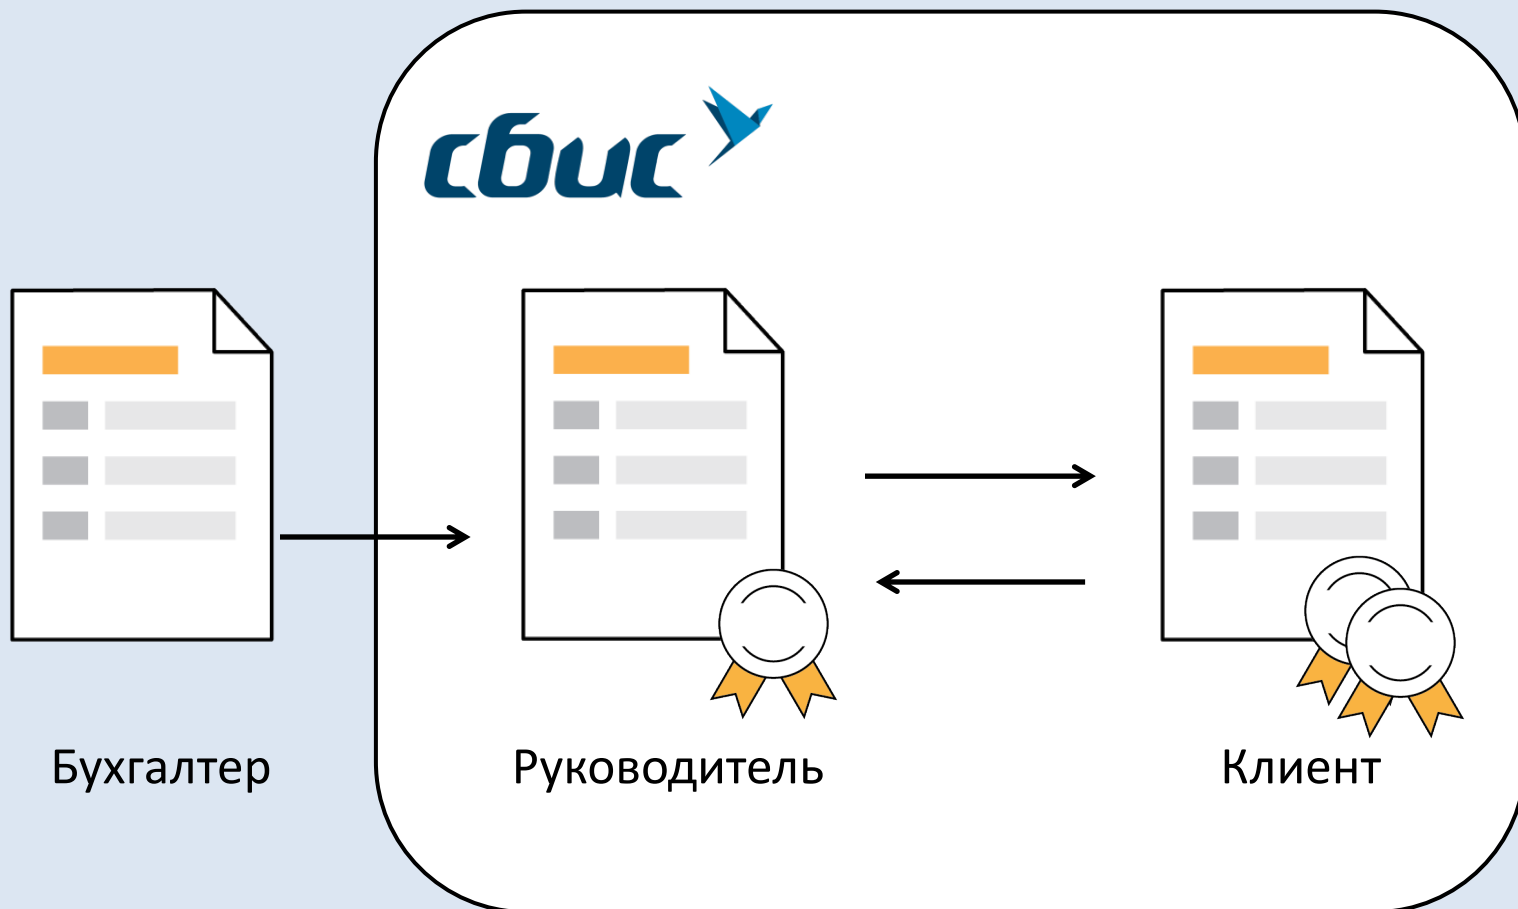 сбис
Бухгалтер
Руководитель
Клиент